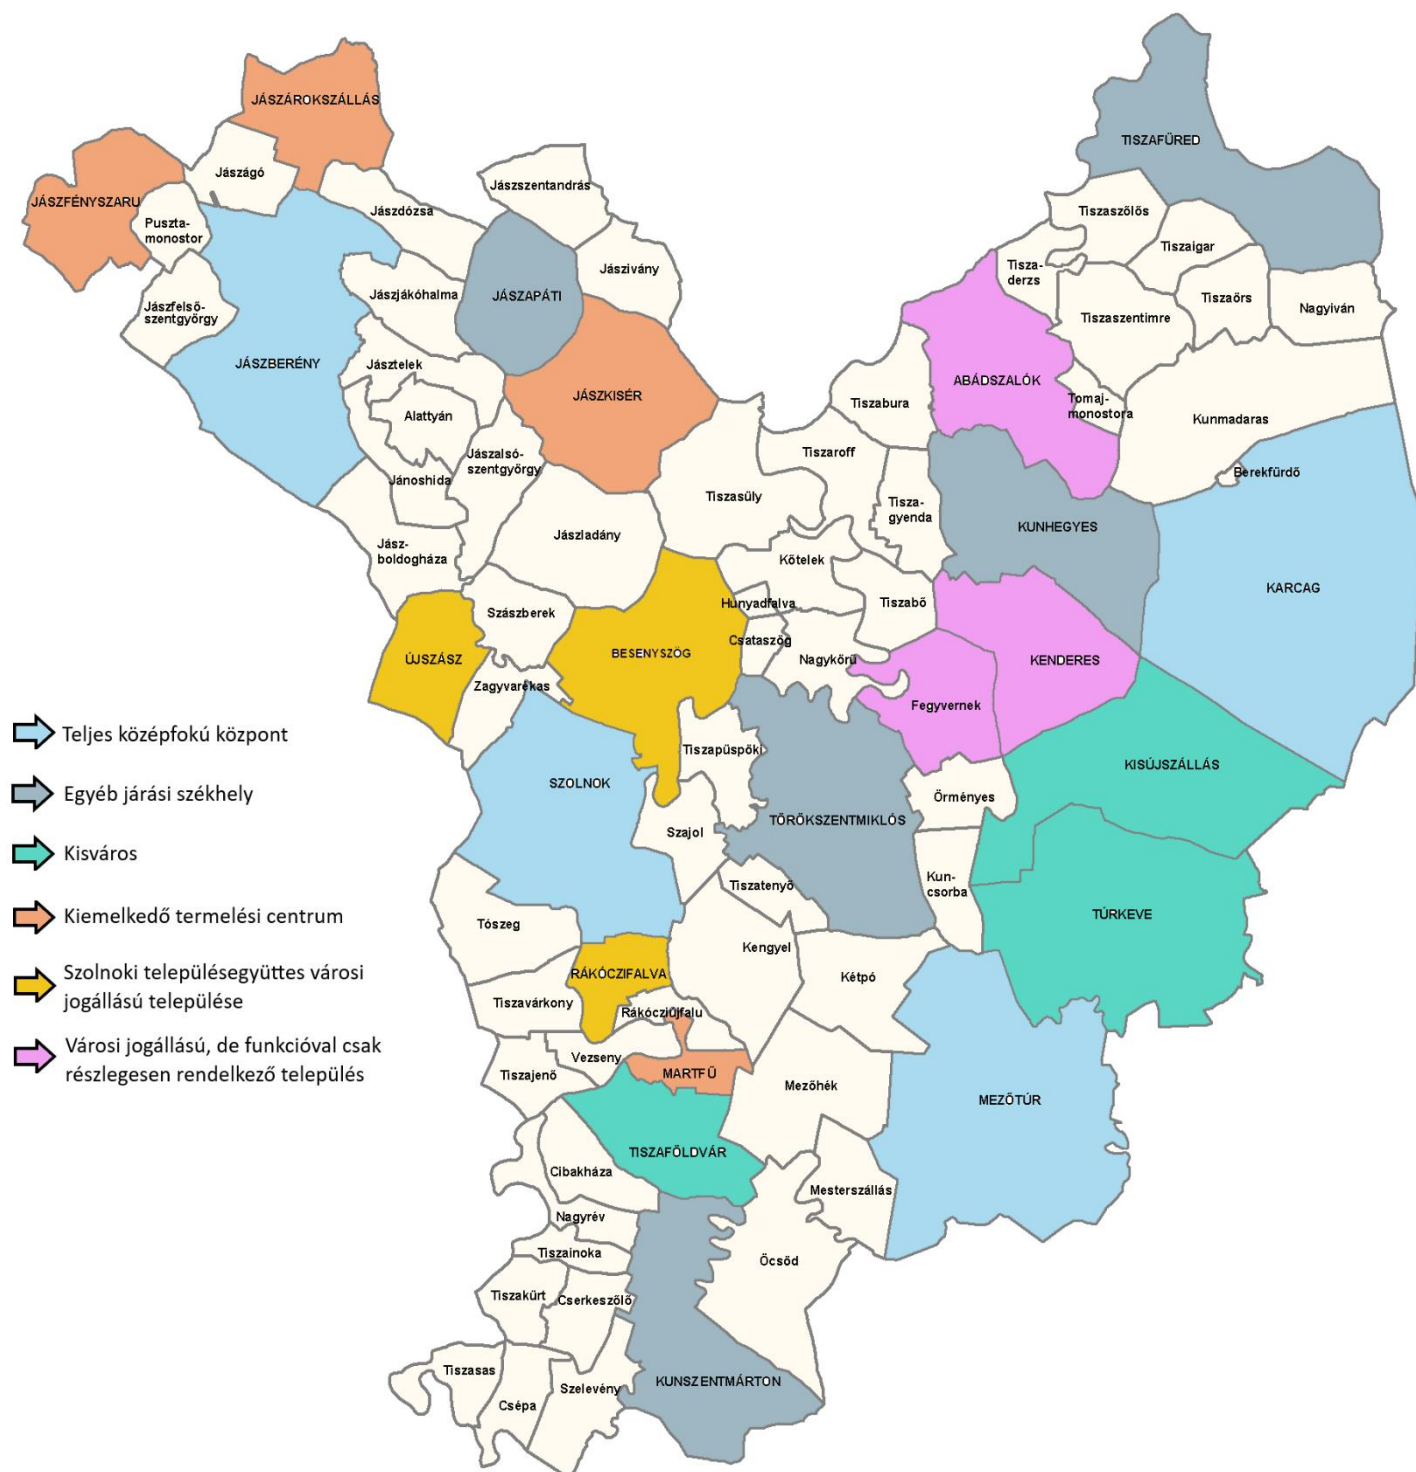 JÁSZÁROKSZÁLLÁS
TISZAFÜRED
Jászágó
Jászszentandrás
JÁSZFÉNYSZARU
Jászdózsa
Tiszaszőlős
Puszta-
monostor
Tiszaigar
Jászivány
Tisza-
derzs
JÁSZAPÁTI
Jászjákóhalma
Tiszaörs
Jászfelső-
szentgyörgy
Nagyiván
Tiszaszentimre
JÁSZBERÉNY
Jásztelek
ABÁDSZALÓK
JÁSZKISÉR
Tiszabura
Tomaj-
monostora
Alattyán
Kunmadaras
Jászalsó-
szentgyörgy
Tiszaroff
Berekfürdő
Jánoshida
Tiszasüly
Tisza-
gyenda
KUNHEGYES
Jászladány
Jász-
boldogháza
Kőtelek
KARCAG
Hunyadfalva
Tiszabő
Szászberek
Csataszög
BESENYSZÖG
ÚJSZÁSZ
Nagykörű
KENDERES
Zagyvarékas
Fegyvernek
Teljes középfokú központ
Tiszapüspöki
KISÚJSZÁLLÁS
SZOLNOK
Egyéb járási székhely
Örményes
TÖRÖKSZENTMIKLÓS
Szajol
Kisváros
Kun-
csorba
Tiszatenyő
TÚRKEVE
Kiemelkedő termelési centrum
Tószeg
Kengyel
Kétpó
Szolnoki településegyüttes városi
jogállású települése
RÁKÓCZIFALVA
Tiszavárkony
Rákócziújfalu
Városi jogállású, de funkcióval csak
részlegesen rendelkező település
Vezseny
Tiszajenő
MARTFŰ
Mezőhék
MEZŐTÚR
TISZAFÖLDVÁR
Cibakháza
Mesterszállás
Nagyrév
Tiszainoka
Öcsöd
Tiszakürt
Cserkeszőlő
Tiszasas
KUNSZENTMÁRTON
Szelevény
Csépa